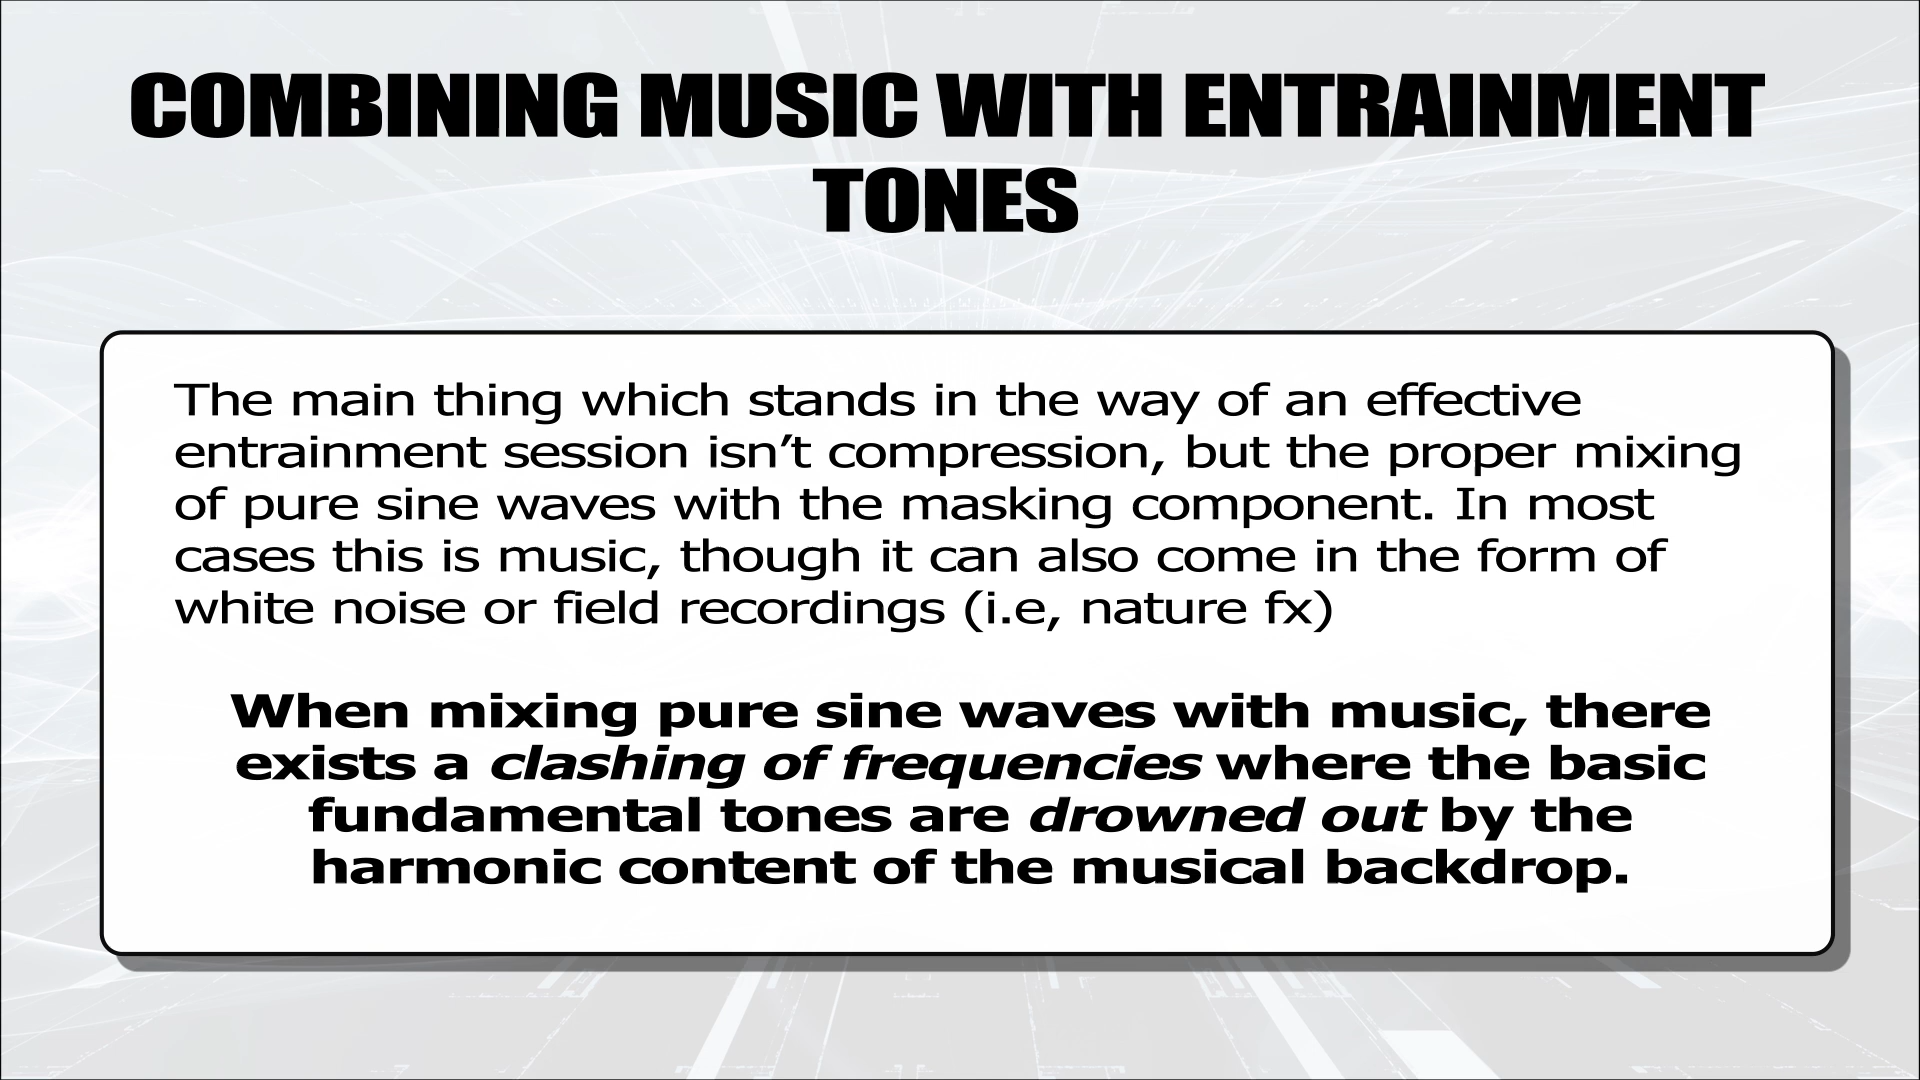 COMBINING MUSIC WITH ENTRAINMENT
TONES
The main thing which stands in the way of an effective
entrainment session isn’t compression, but the proper mixing
of pure sine waves with the masking component. In most
cases this is music, though it can also come in the form of
white noise or field recordings (i.e, nature fx)
When mixing pure sine waves with music, there
exists a clashing of frequencies where the basic
fundamental tones are drowned out by the
harmonic content of the musical backdrop.